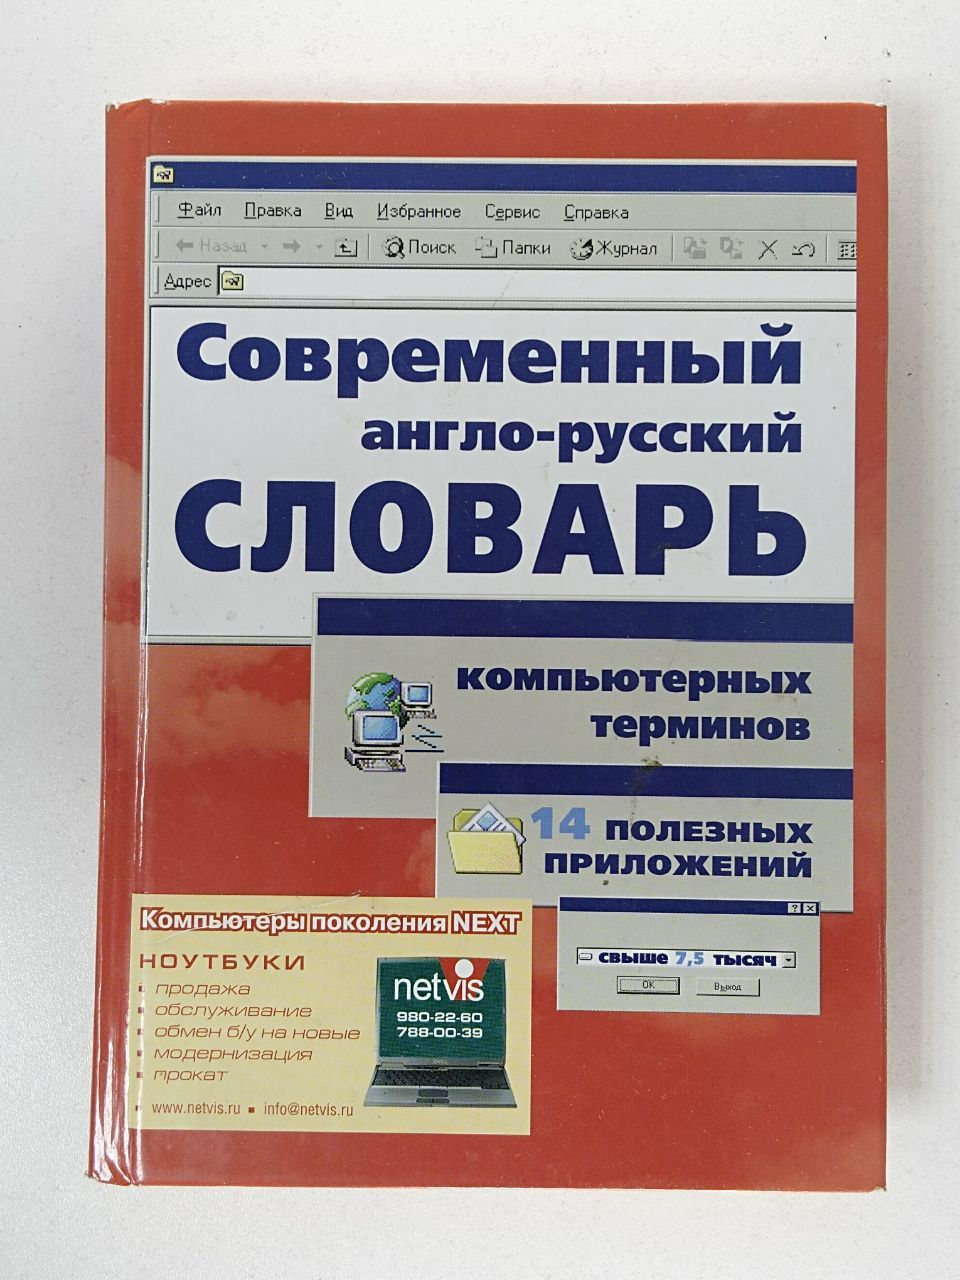 Файл Правка Вид Избранное Сервис Справка
Назад Поиск Папки Журнал
Адрес
Современный
англо-русский
СЛОВАРЬ
компьютерных
терминов
14 полезных
приложений
свыше 7,5 тысяч
OK Выход
Компьютеры поколения NEXT
НОУТБУКИ
продажа
обслуживание
обмен б/у на новые
модернизация
прокат
www.netvis.ru ▪ info@netvis.ru
netvis
980-22-60
788-00-39